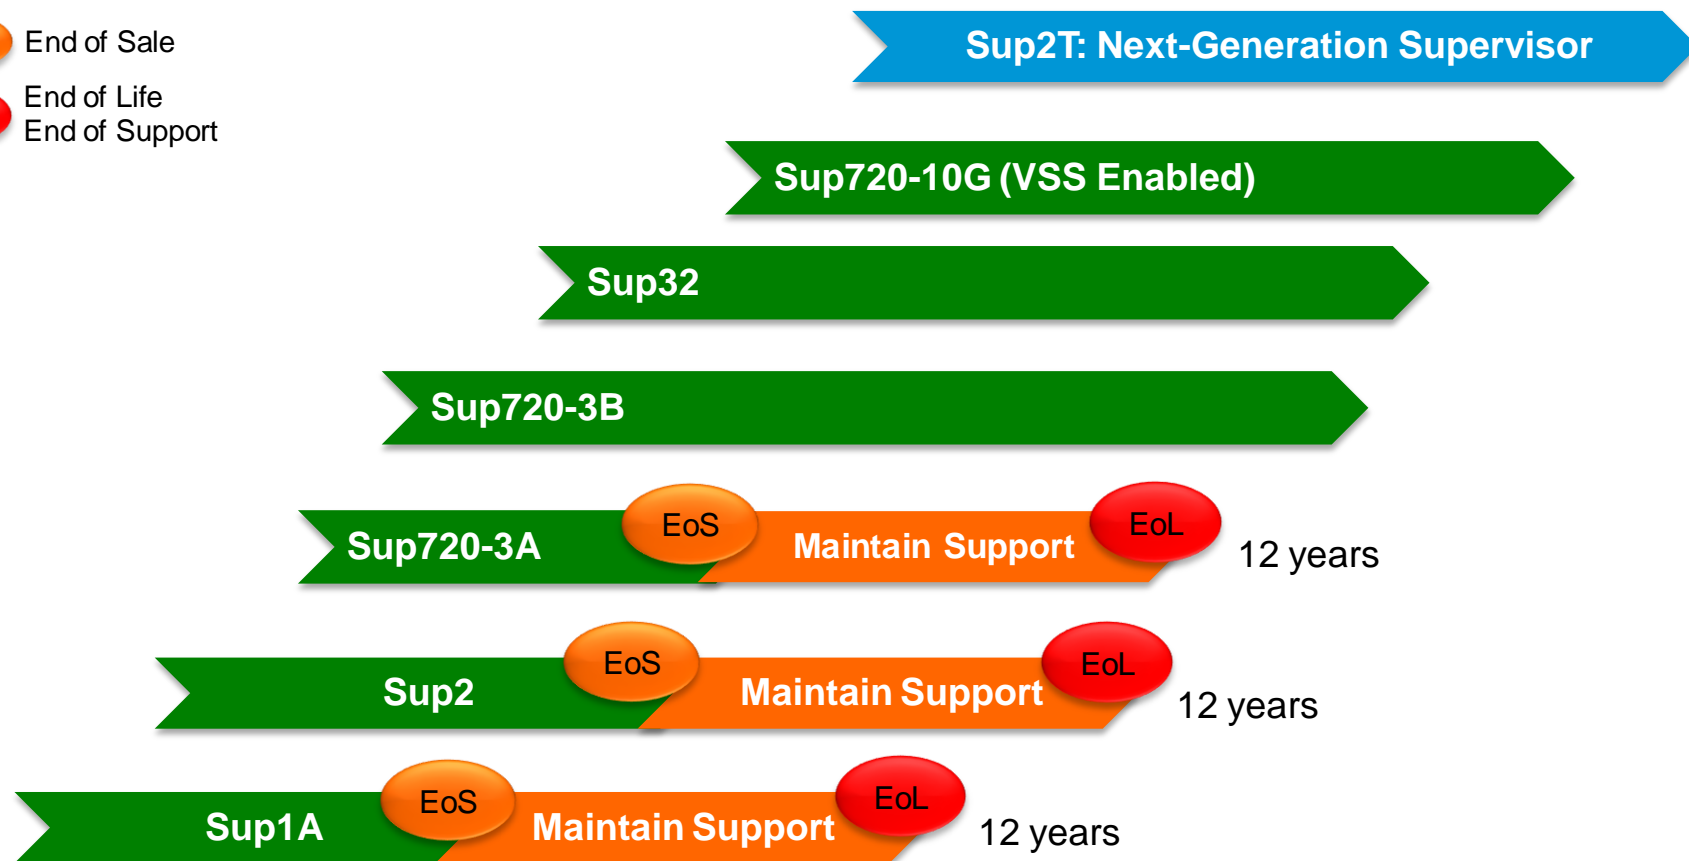 End of Sale
End of Life
End of Support
Sup2T: Next-Generation Supervisor
Sup720-10G (VSS Enabled)
Sup32
Sup720-3B
Sup720-3A
EoS
Maintain Support
EoL
12 years
Sup2
EoS
Maintain Support
EoL
12 years
Sup1A
EoS
Maintain Support
EoL
12 years